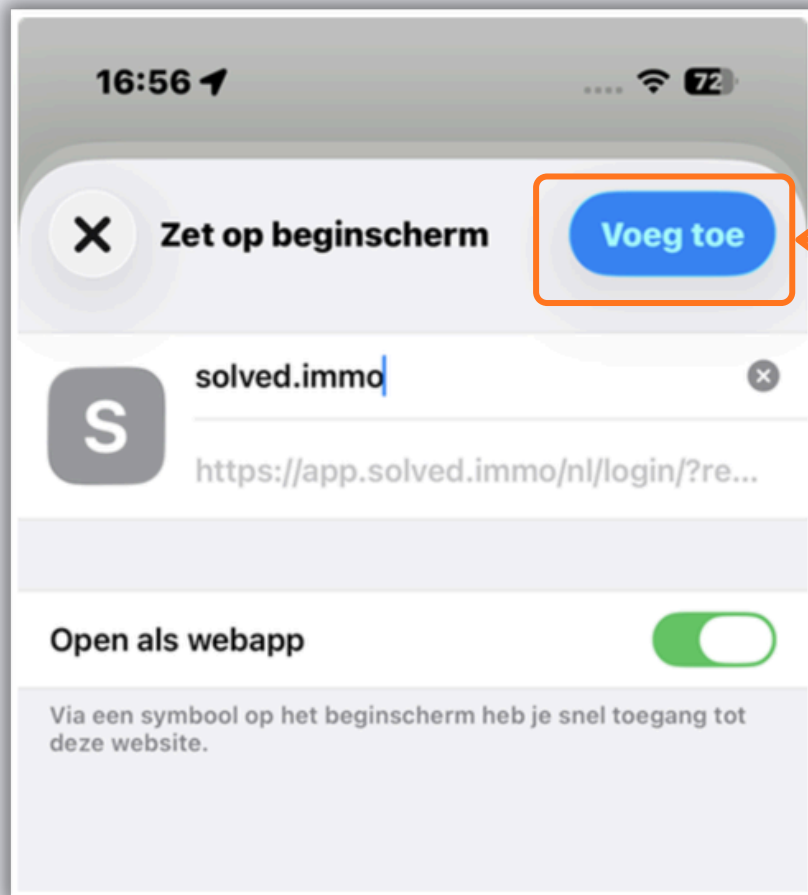 16:56
72
Zet op beginscherm
Voeg toe
S
solved.immo
https://app.solved.immo/nl/login/?re...
Open als webapp
Via een symbool op het beginscherm heb je snel toegang tot
deze website.